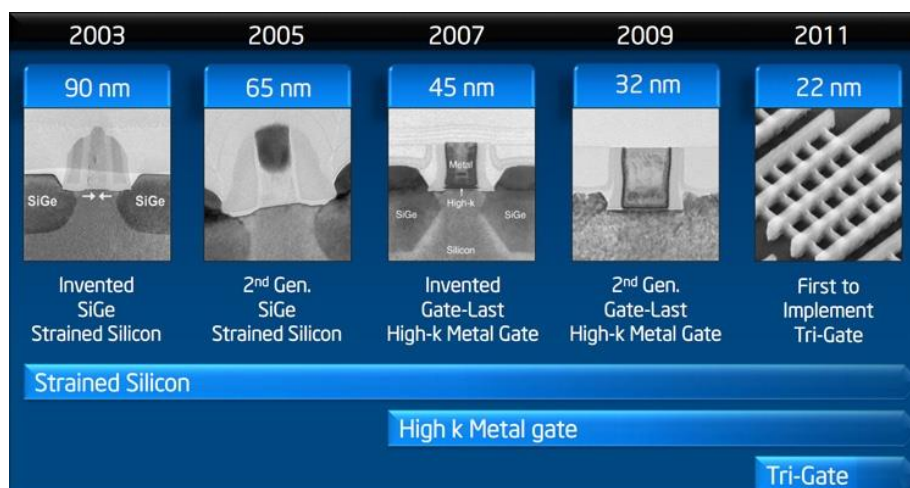 2003 2005 2007 2009 2011
90 nm 65 nm 45 nm 32 nm 22 nm
SiGe SiGe
Metal
High-k
SiGe SiGe
Silicon
Invented
SiGe
Strained Silicon
2nd Gen.
SiGe
Strained Silicon
Invented
Gate-Last
High-k Metal Gate
2nd Gen.
Gate-Last
High-k Metal Gate
First to
Implement
Tri-Gate
Strained Silicon
High k Metal gate
Tri-Gate